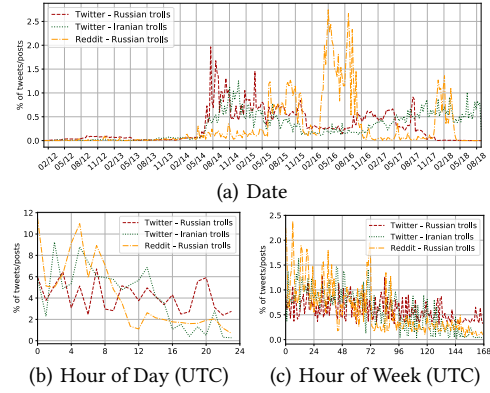 % of tweets/posts
Twitter – Russian trolls
Twitter – Iranian trolls
Reddit – Russian trolls
2.5
2.0
1.5
1.0
0.5
0.0
02/12 05/12 08/12 11/12 02/13 05/13 08/13 11/13 02/14 05/14 08/14 11/14 02/15 05/15 08/15 11/15 02/16 05/16 08/16 11/16 02/17 05/17 08/17 11/17 02/18 05/18 08/18
(a) Date
% of tweets/posts
Twitter – Russian trolls
Twitter – Iranian trolls
Reddit – Russian trolls
12
10
8
6
4
2
0
0 5 10 15 20 23
(b) Hour of Day (UTC)
% of tweets/posts
Twitter – Russian trolls
Twitter – Iranian trolls
Reddit – Russian trolls
2.5
2.0
1.5
1.0
0.5
0.0
0 24 48 72 96 120 144 168
(c) Hour of Week (UTC)